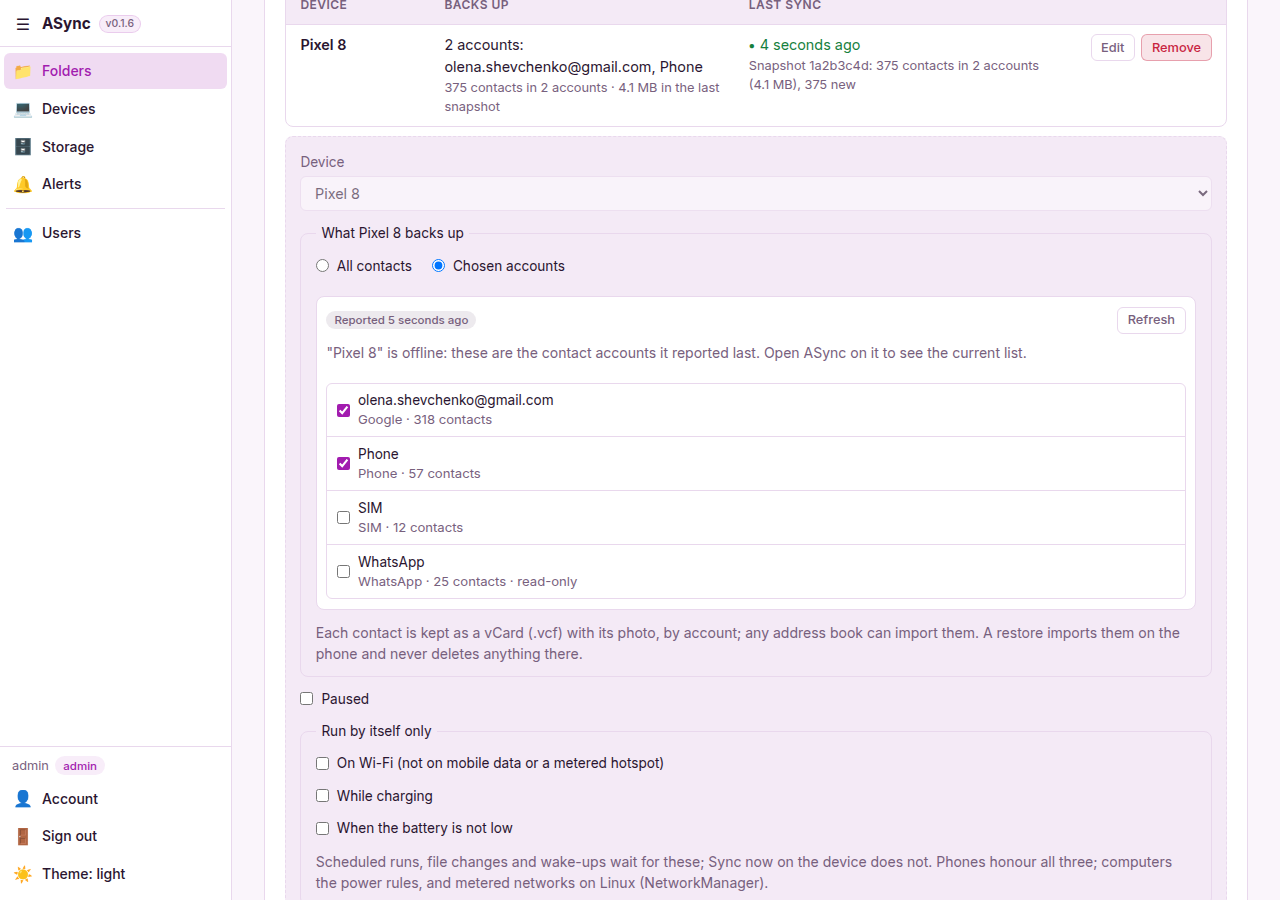 ASync v0.1.6
Folders
Devices
Storage
Alerts
Users
admin admin
Account
Sign out
Theme: light
DEVICE BACKS UP LAST SYNC
Pixel 8
2 accounts:
olena.shevchenko@gmail.com, Phone
375 contacts in 2 accounts · 4.1 MB in the last
snapshot
• 4 seconds ago
Snapshot 1a2b3c4d: 375 contacts in 2 accounts
(4.1 MB), 375 new
Edit Remove
Device
Pixel 8
What Pixel 8 backs up
All contacts Chosen accounts
Reported 5 seconds ago Refresh
"Pixel 8" is offline: these are the contact accounts it reported last. Open ASync on it to see the current list.
olena.shevchenko@gmail.com
Google · 318 contacts
Phone
Phone · 57 contacts
SIM
SIM · 12 contacts
WhatsApp
WhatsApp · 25 contacts · read-only
Each contact is kept as a vCard (.vcf) with its photo, by account; any address book can import them. A restore imports them on the
phone and never deletes anything there.
Paused
Run by itself only
On Wi-Fi (not on mobile data or a metered hotspot)
While charging
When the battery is not low
Scheduled runs, file changes and wake-ups wait for these; Sync now on the device does not. Phones honour all three; computers
the power rules, and metered networks on Linux (NetworkManager).